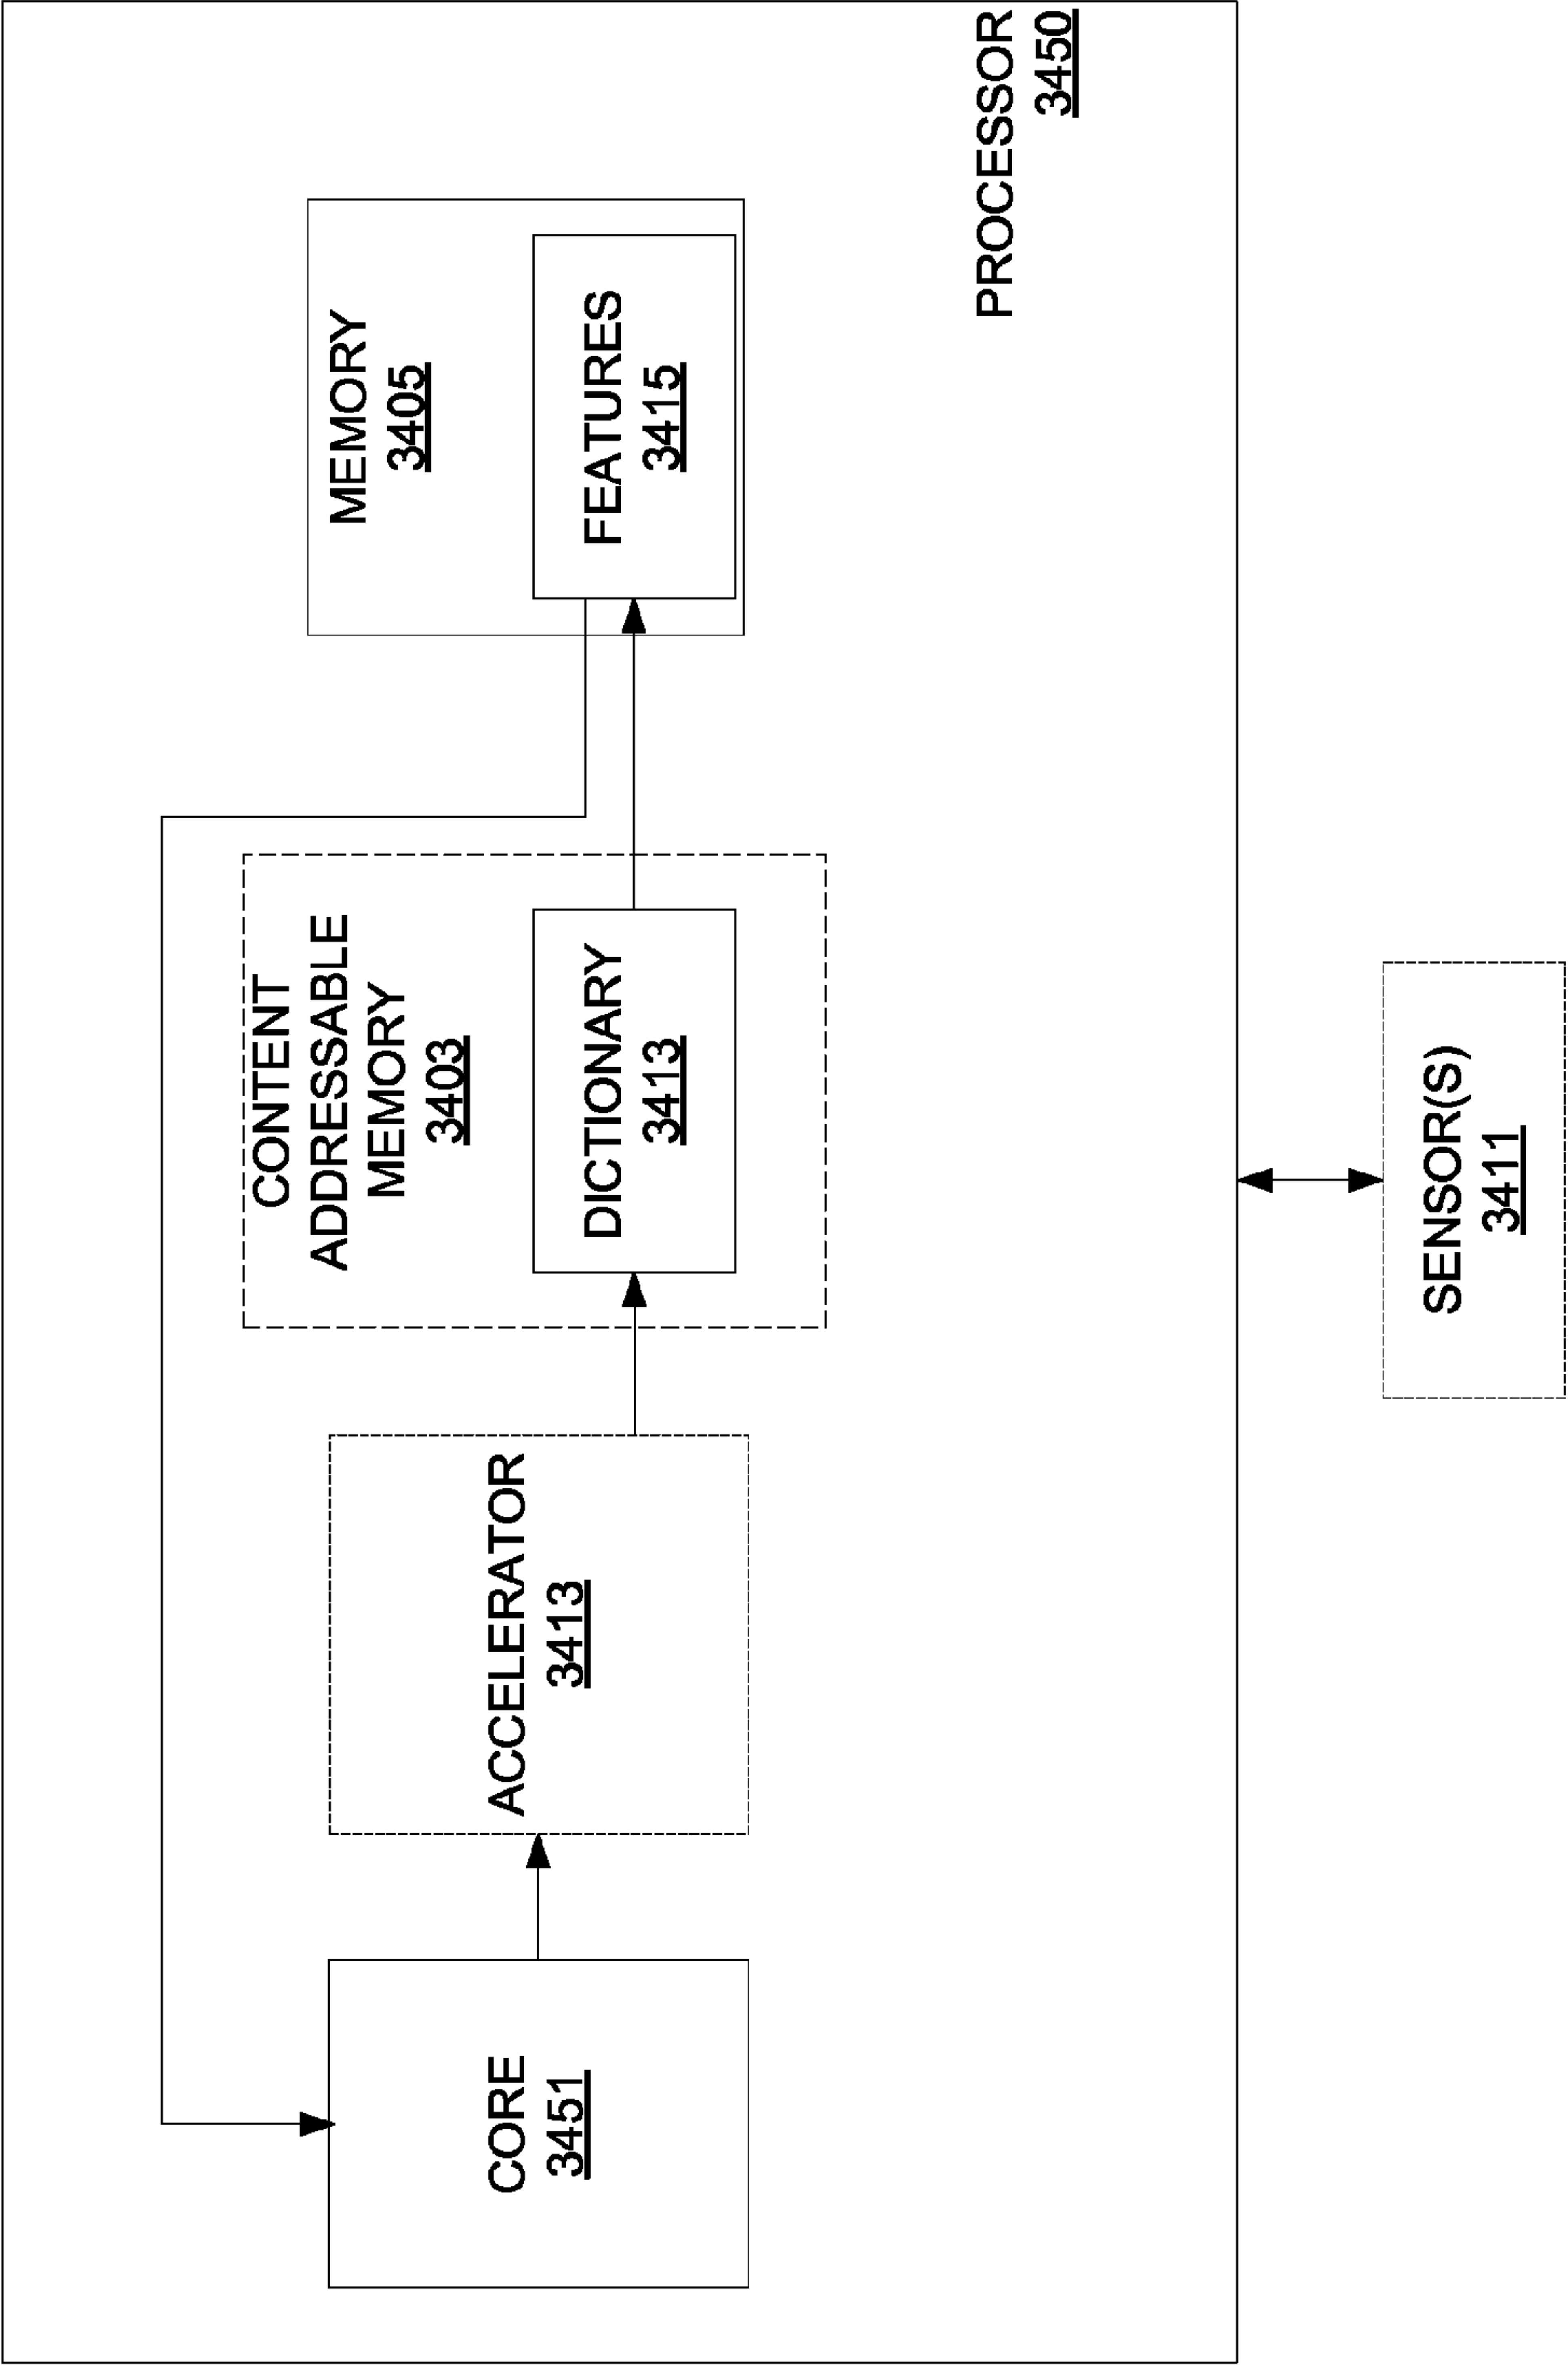 CORE
3451
ACCELERATOR
3413
CONTENT
ADDRESSABLE
MEMORY
3403
DICTIONARY
3413
MEMORY
3405
FEATURES
3415
PROCESSOR
3450
SENSOR(S)
3411